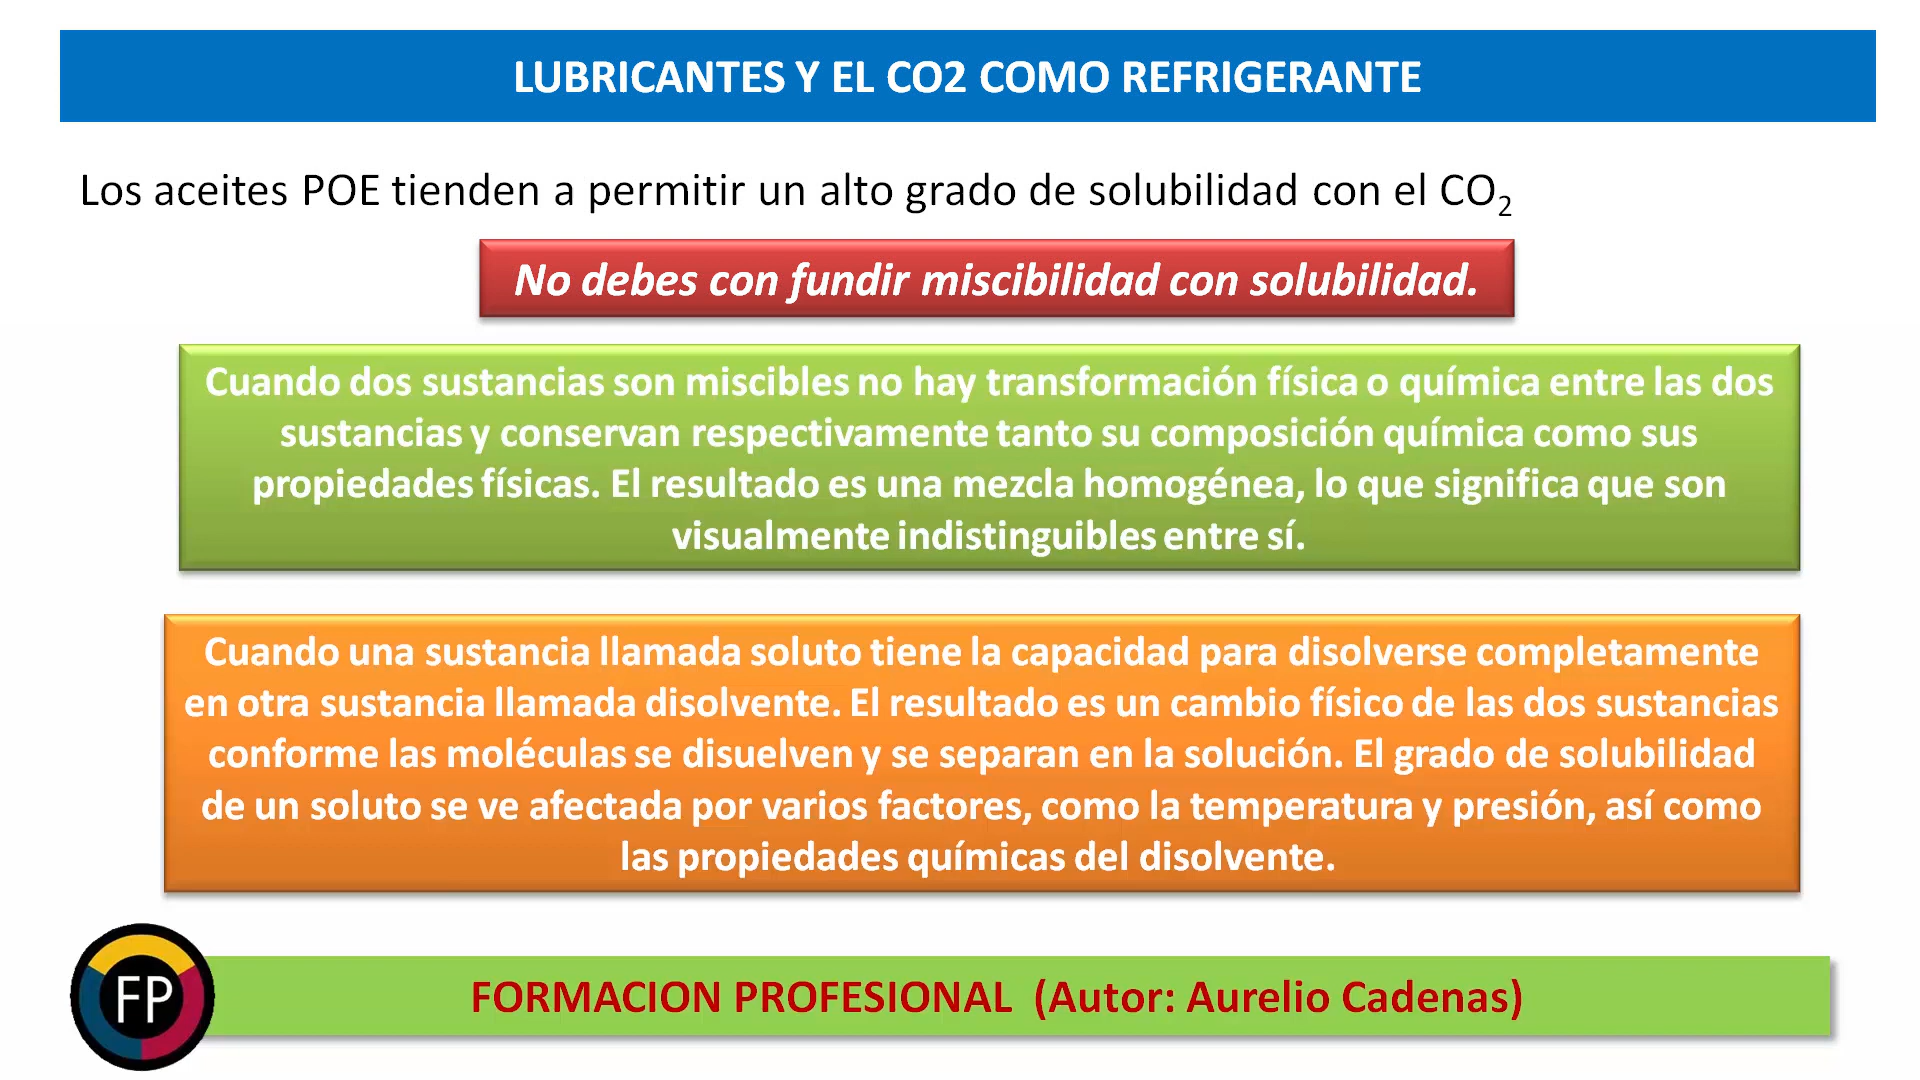 LUBRICANTES Y EL CO2 COMO REFRIGERANTE
Los aceites POE tienden a permitir un alto grado de solubilidad con el CO₂
No debes con fundir miscibilidad con solubilidad.
Cuando dos sustancias son miscibles no hay transformación física o química entre las dos
sustancias y conservan respectivamente tanto su composición química como sus
propiedades físicas. El resultado es una mezcla homogénea, lo que significa que son
visualmente indistinguibles entre sí.
Cuando una sustancia llamada soluto tiene la capacidad para disolverse completamente
en otra sustancia llamada disolvente. El resultado es un cambio físico de las dos sustancias
conforme las moléculas se disuelven y se separan en la solución. El grado de solubilidad
de un soluto se ve afectada por varios factores, como la temperatura y presión, así como
las propiedades químicas del disolvente.
FP
FORMACION PROFESIONAL (Autor: Aurelio Cadenas)